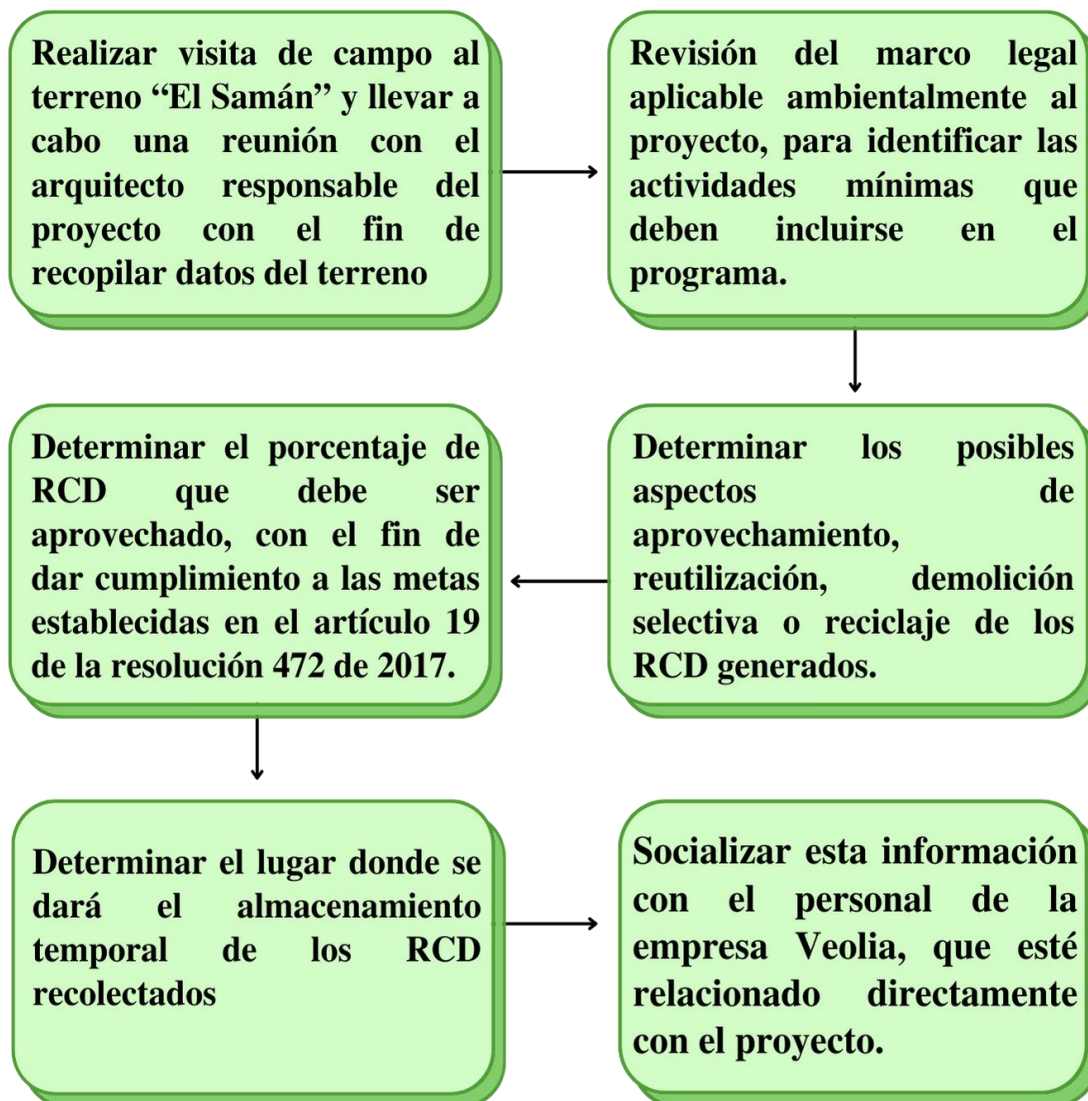 Realizar visita de campo al
terreno “El Samán” y llevar a
cabo una reunión con el
arquitecto responsable del
proyecto con el fin de
recopilar datos del terreno
Revisión del marco legal
aplicable ambientalmente al
proyecto, para identificar las
actividades mínimas que
deben incluirse en el
programa.
Determinar los posibles
aspectos de
aprovechamiento,
reutilización, demolición
selectiva o reciclaje de los
RCD generados.
Determinar el porcentaje de
RCD que debe ser
aprovechado, con el fin de
dar cumplimiento a las metas
establecidas en el artículo 19
de la resolución 472 de 2017.
Determinar el lugar donde se
dará el almacenamiento
temporal de los RCD
recolectados
Socializar esta información
con el personal de la
empresa Veolia, que esté
relacionado directamente
con el proyecto.